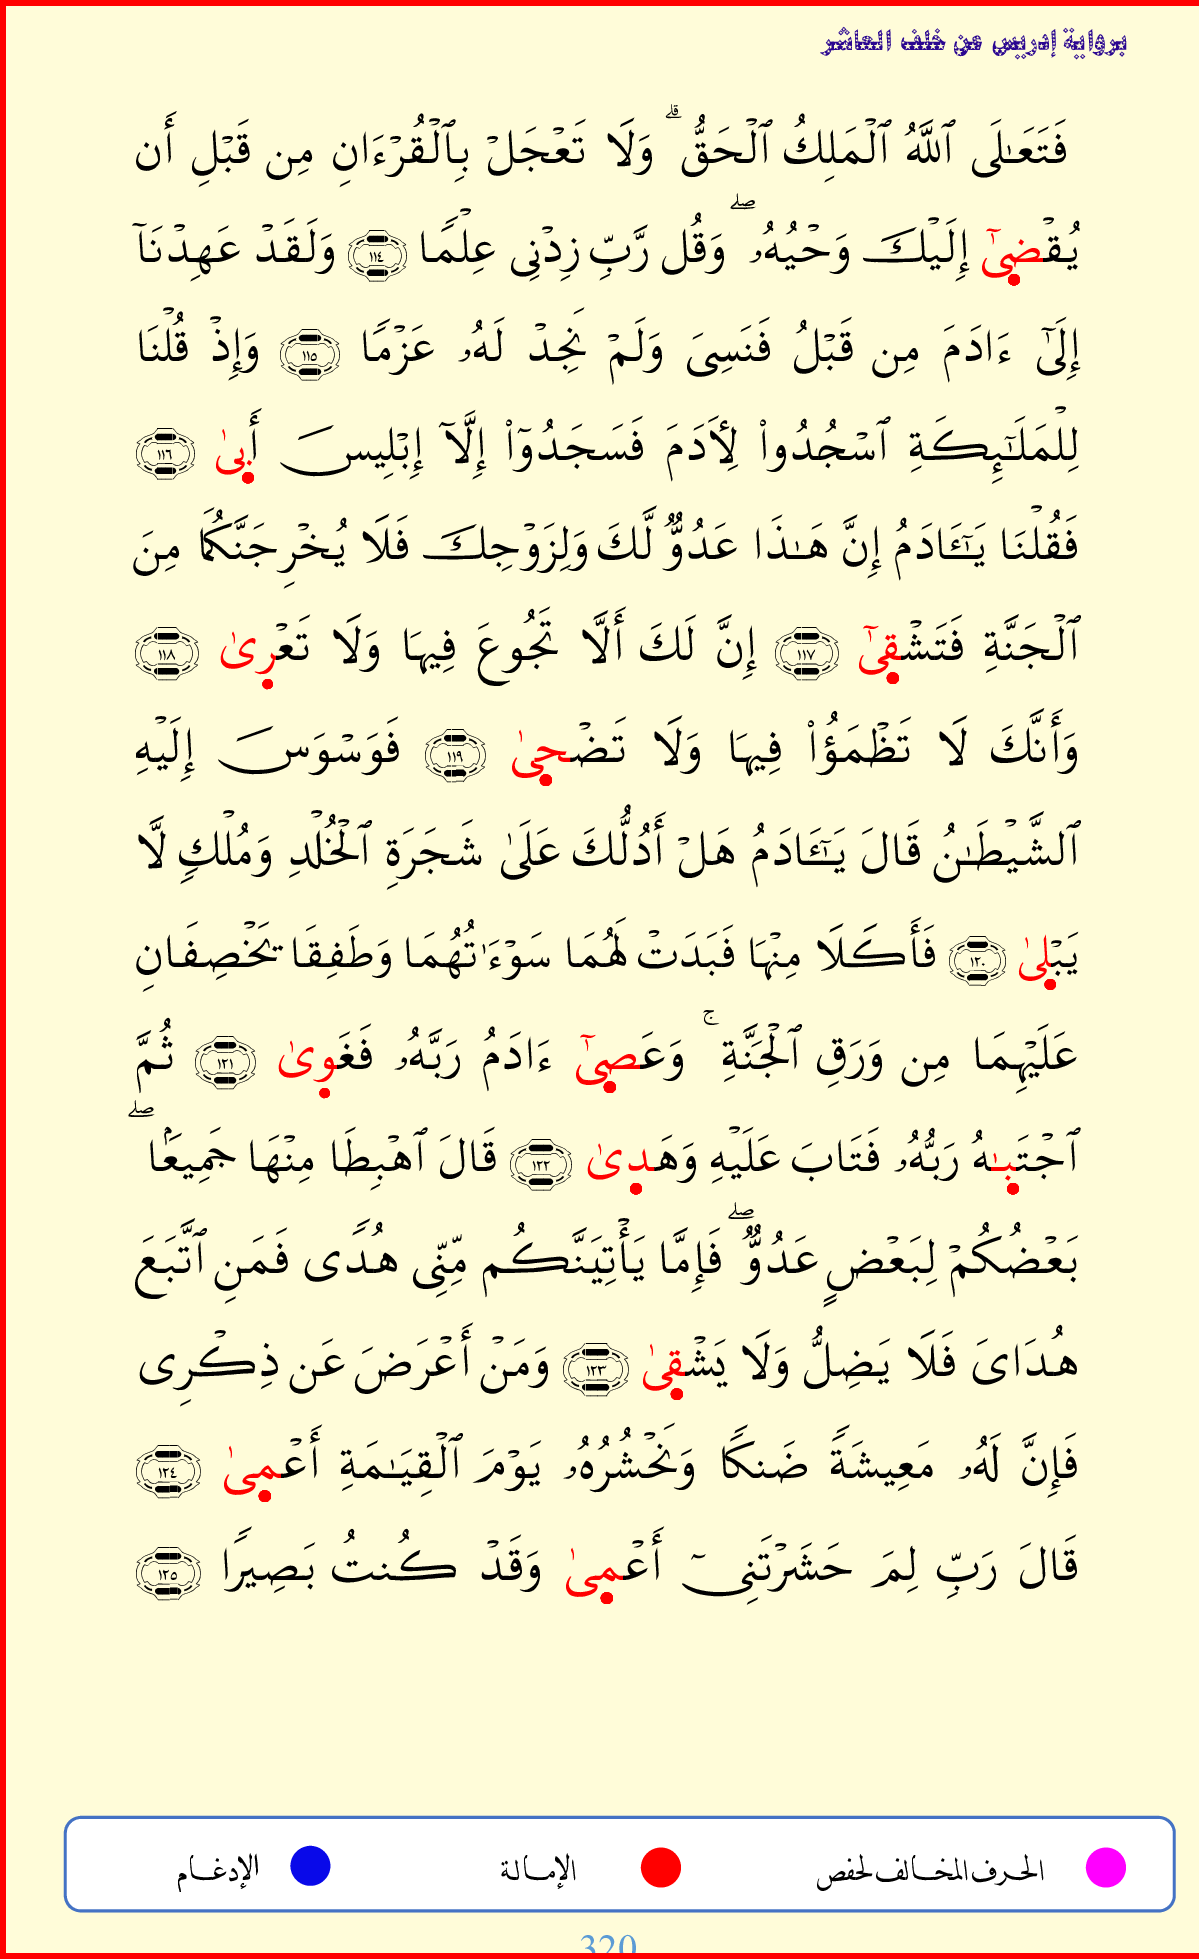 برواية إدريس عن خلف العاشر
فَتَعَـٰلَى ٱللَّهُ ٱلْمَلِكُ ٱلْحَقُّ ۗ وَلَا تَعْجَلْ بِٱلْقُرْءَانِ مِن قَبْلِ أَن
يُقْضِىٓ إِلَيْكَ وَحْيُهُۥ ۖ وَقُل رَّبِّ زِدْنِى عِلْمًا ١١٤ وَلَقَدْ عَهِدْنَآ
إِلَىٰٓ ءَادَمَ مِن قَبْلُ فَنَسِىَ وَلَمْ نَجِدْ لَهُۥ عَزْمًا ١١٥ وَإِذْ قُلْنَا
لِلْمَلَـٰٓئِكَةِ ٱسْجُدُوا۟ لِأَدَمَ فَسَجَدُوٓا۟ إِلَّآ إِبْلِيسَ أَبِىٰ ١١٦
فَقُلْنَا يَـٰٓـَٔادَمُ إِنَّ هَـٰذَا عَدُوٌّ لَّكَ وَلِزَوْجِكَ فَلَا يُخْرِجَنَّكُمَا مِنَ
ٱلْجَنَّةِ فَتَشْقِىٓ ١١٧ إِنَّ لَكَ أَلَّا تَجُوعَ فِيهَا وَلَا تَعْرِىٰ ١١٨
وَأَنَّكَ لَا تَظْمَؤُا۟ فِيهَا وَلَا تَضْحِىٰ ١١٩ فَوَسْوَسَ إِلَيْهِ
ٱلشَّيْطَـٰنُ قَالَ يَـٰٓـَٔادَمُ هَلْ أَدُلُّكَ عَلَىٰ شَجَرَةِ ٱلْخُلْدِ وَمُلْكٍ لَّا
يَبْلِىٰ ١٢٠ فَأَكَلَا مِنْهَا فَبَدَتْ لَهُمَا سَوْءَٰتُهُمَا وَطَفِقَا يَخْصِفَانِ
عَلَيْهِمَا مِن وَرَقِ ٱلْجَنَّةِ ۚ وَعَصِىٓ ءَادَمُ رَبَّهُۥ فَغَوِىٰ ١٢١ ثُمَّ
ٱجْتَبِـٰهُ رَبُّهُۥ فَتَابَ عَلَيْهِ وَهَدِىٰ ١٢٢ قَالَ ٱهْبِطَا مِنْهَا جَمِيعًۢا ۖ
بَعْضُكُمْ لِبَعْضٍ عَدُوٌّ ۖ فَإِمَّا يَأْتِيَنَّكُم مِّنِّى هُدًى فَمَنِ ٱتَّبَعَ
هُدَاىَ فَلَا يَضِلُّ وَلَا يَشْقِىٰ ١٢٣ وَمَنْ أَعْرَضَ عَن ذِكْرِى
فَإِنَّ لَهُۥ مَعِيشَةً ضَنكًا وَنَحْشُرُهُۥ يَوْمَ ٱلْقِيَـٰمَةِ أَعْمِىٰ ١٢٤
قَالَ رَبِّ لِمَ حَشَرْتَنِىٓ أَعْمِىٰ وَقَدْ كُنتُ بَصِيرًا ١٢٥
الحرف المخالف لحفص الإمالة الإدغام
320